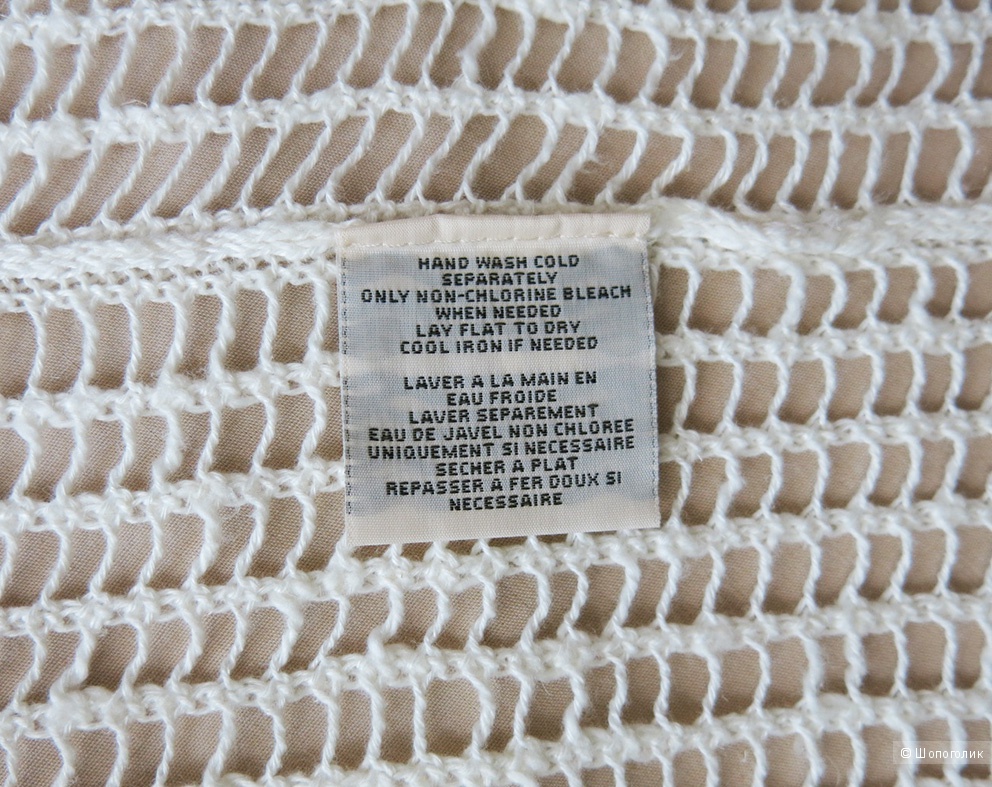 HAND WASH COLD
SEPARATELY
ONLY NON-CHLORINE BLEACH
WHEN NEEDED
LAY FLAT TO DRY
COOL IRON IF NEEDED
LAVER A LA MAIN EN
EAU FROIDE
LAVER SEPAREMENT
EAU DE JAVEL NON CHLOREE
UNIQUEMENT SI NECESSAIRE
SECHER A PLAT
REPASSER A FER DOUX SI
NECESSAIRE
© Шопоголик